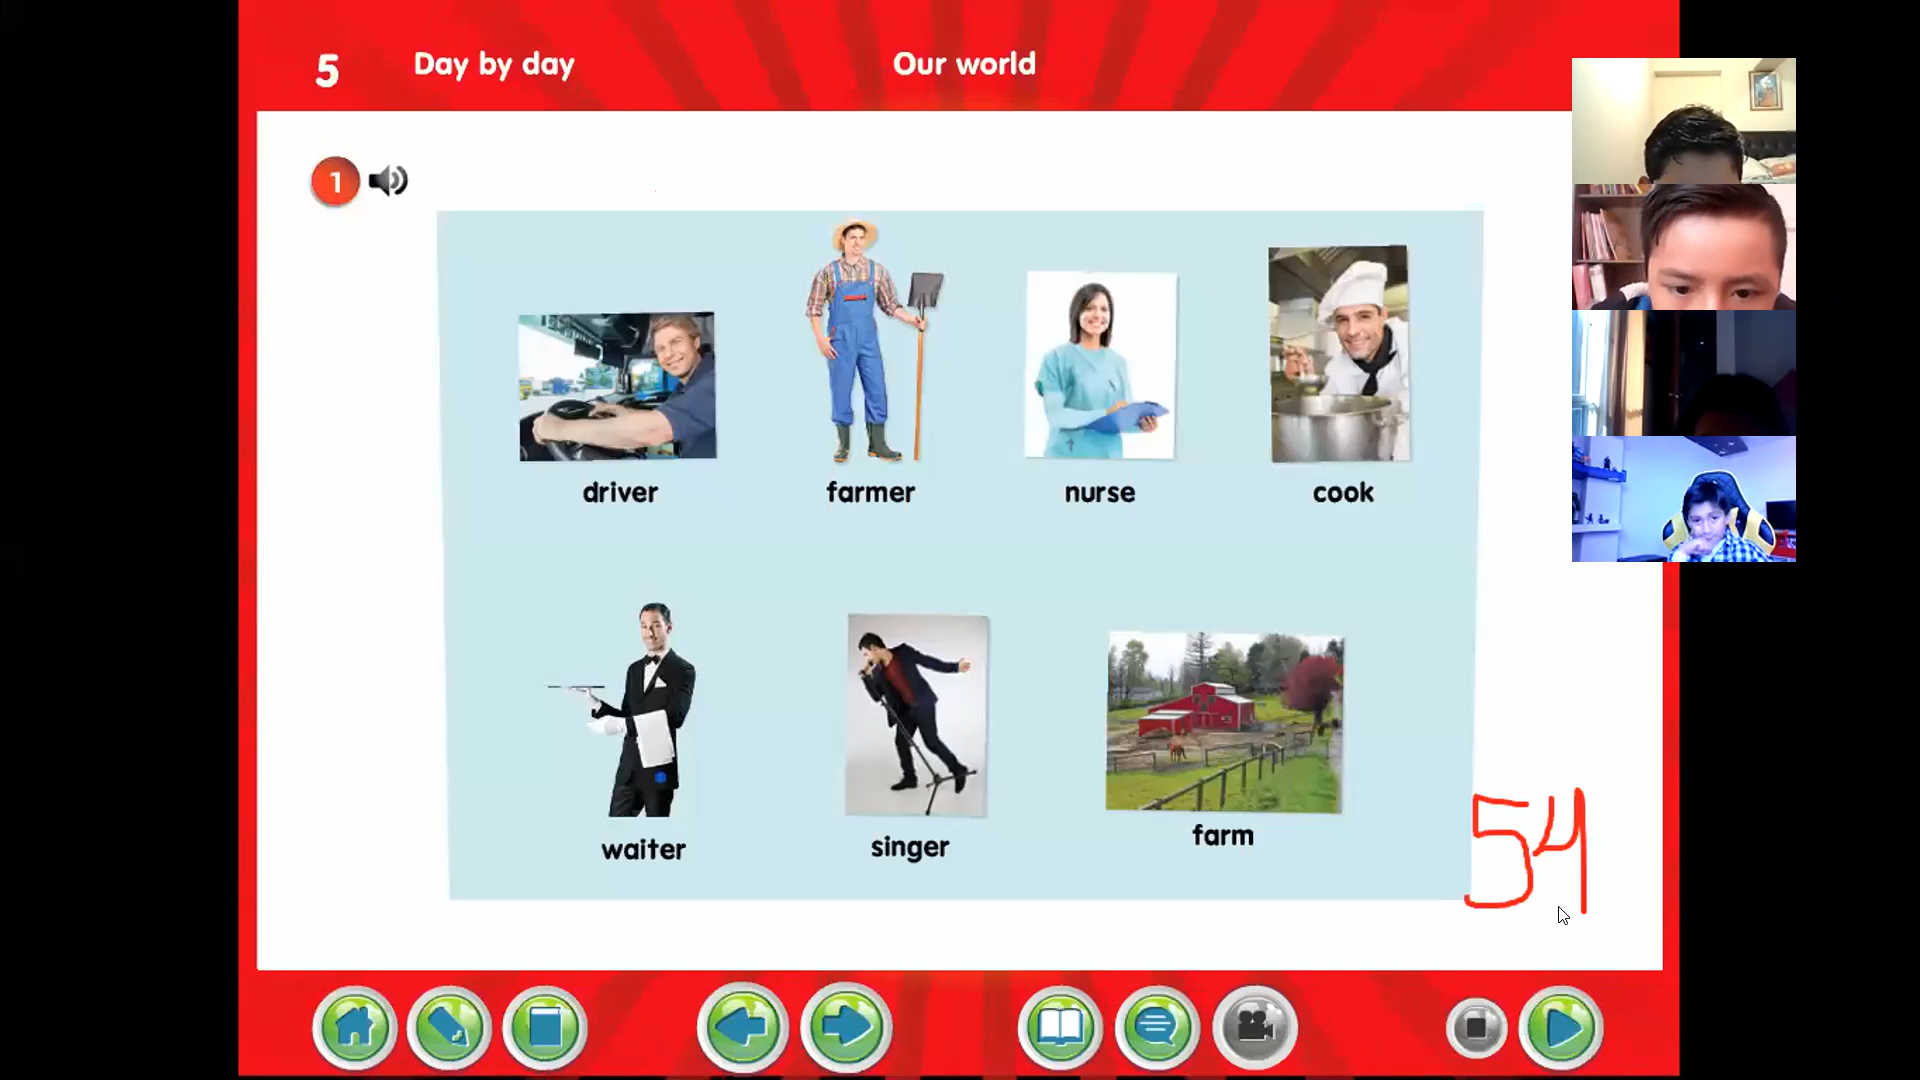 5 Day by day Our world
1
driver farmer nurse cook
waiter singer farm
54